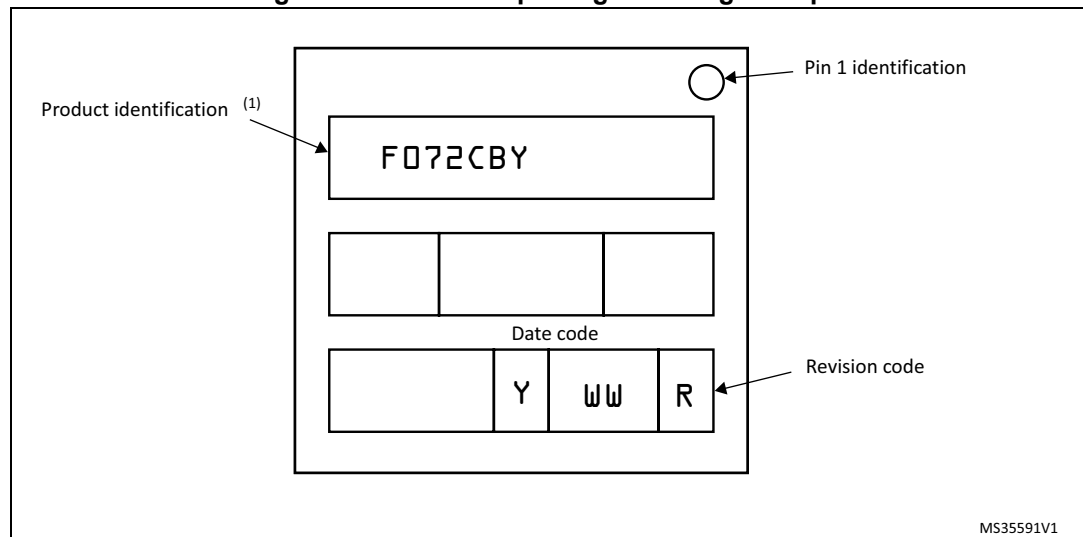 Pin 1 identification
Product identification (1)
F072CBY
Date code
Y WW R
Revision code
MS35591V1